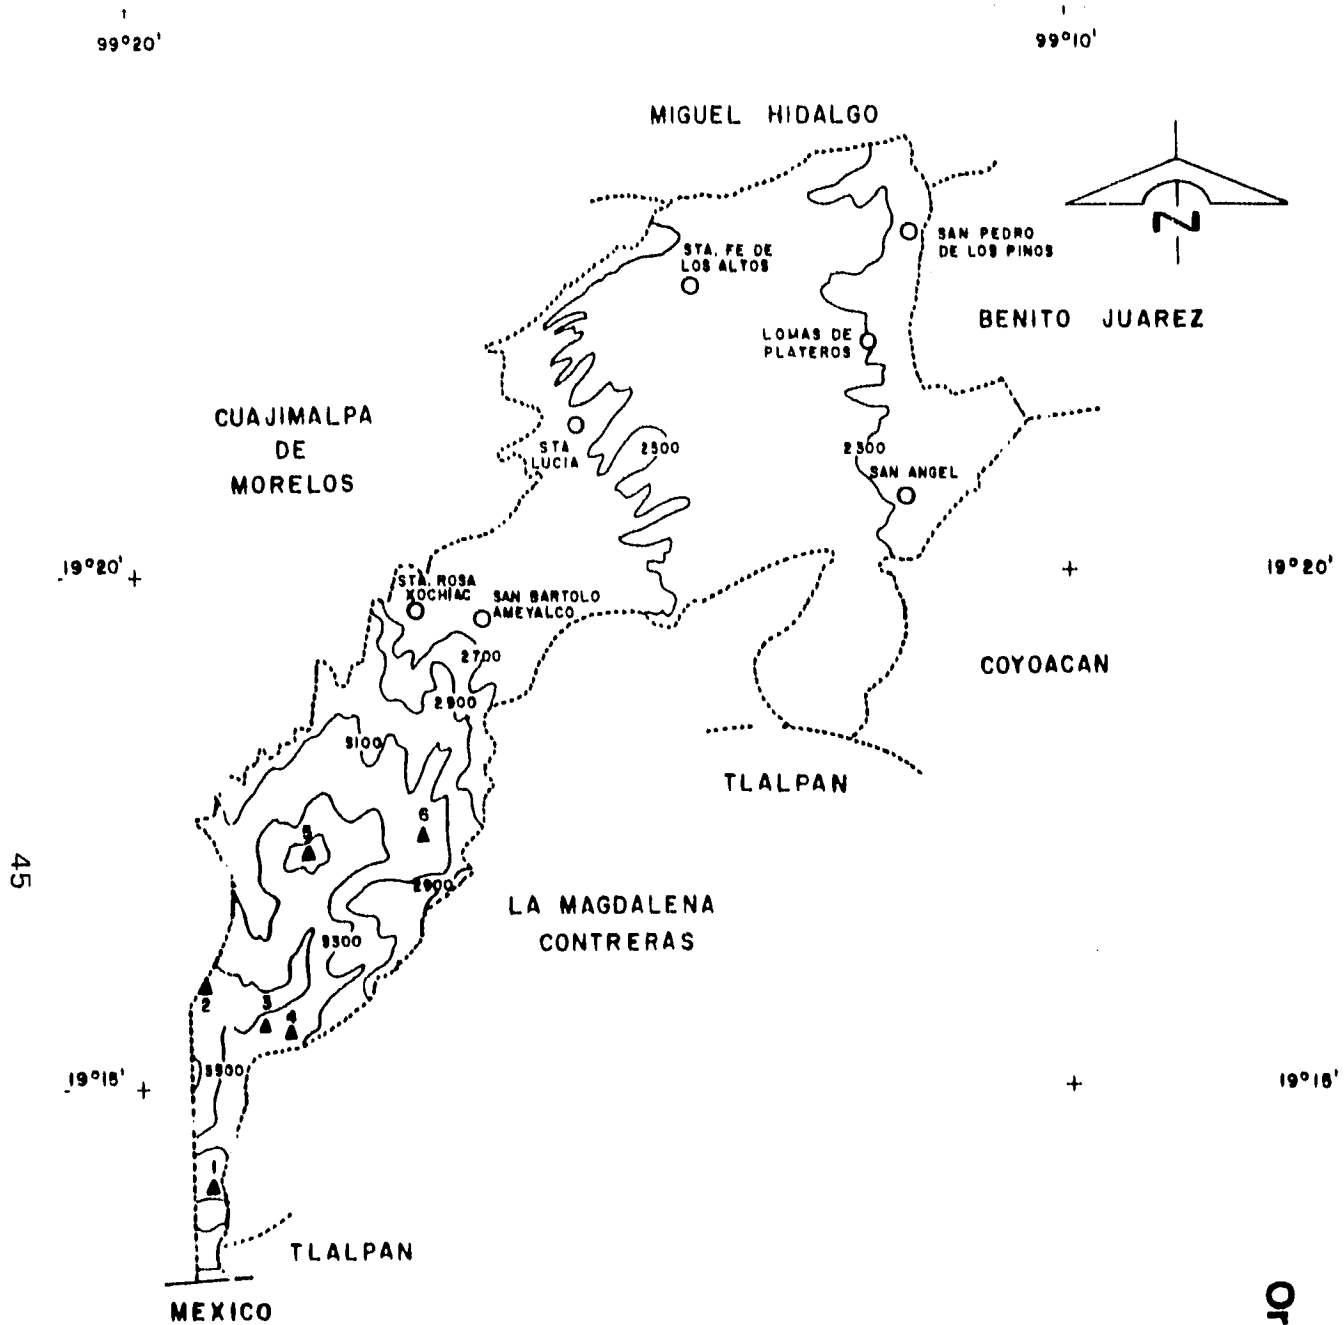 99°20'
99°10'
MIGUEL HIDALGO
N
SAN PEDRO
DE LOS PINOS
STA. FE DE
LOS ALTOS
BENITO JUAREZ
LOMAS DE
PLATEROS
CUAJIMALPA
DE
MORELOS
STA
LUCIA
2500
2300
SAN ANGEL
19°20'
19°20'
STA. ROSA
XOCHIAC
SAN BARTOLO
AMEYALCO
2700
COYOACAN
2900
3100
TLALPAN
6
5
45
2900
LA MAGDALENA
CONTRERAS
3300
2
3
4
3500
19°15'
19°15'
1
TLALPAN
MEXICO
Or